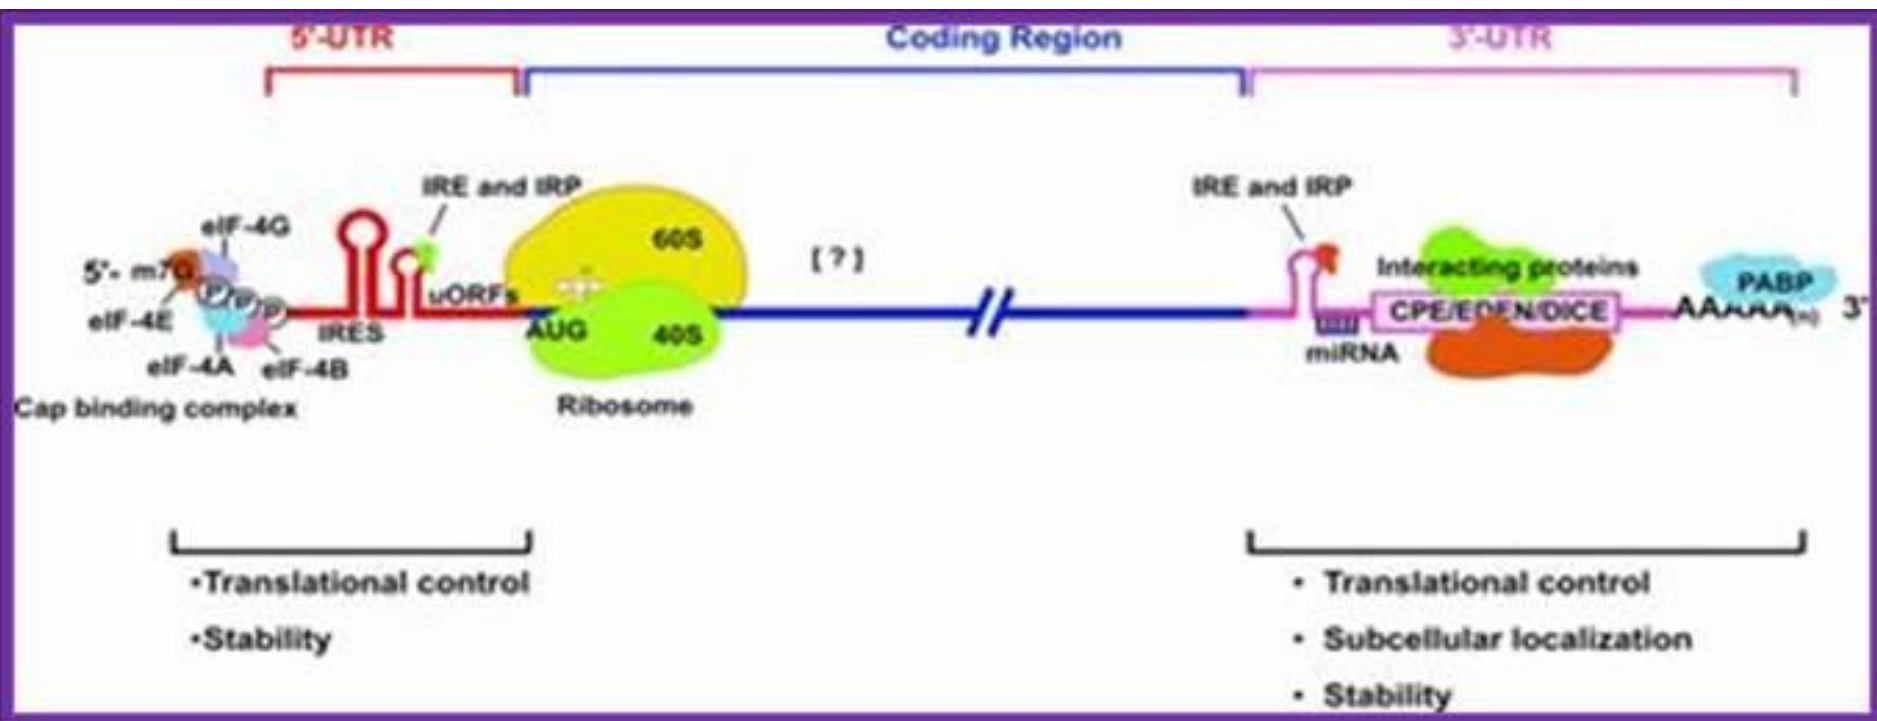 5'-UTR
Coding Region
3'-UTR
IRE and IRP
IRE and IRP
eIF-4G
60S
[ ? ]
5'- m7G
Interacting proteins
PABP
P P P
uORFs
eIF-4E
IRES
AUG
40S
CPE/EDEN/DICE
AAAAA(n) 3'
miRNA
eIF-4A
eIF-4B
Cap binding complex
Ribosome
•Translational control
•Stability
• Translational control
• Subcellular localization
• Stability